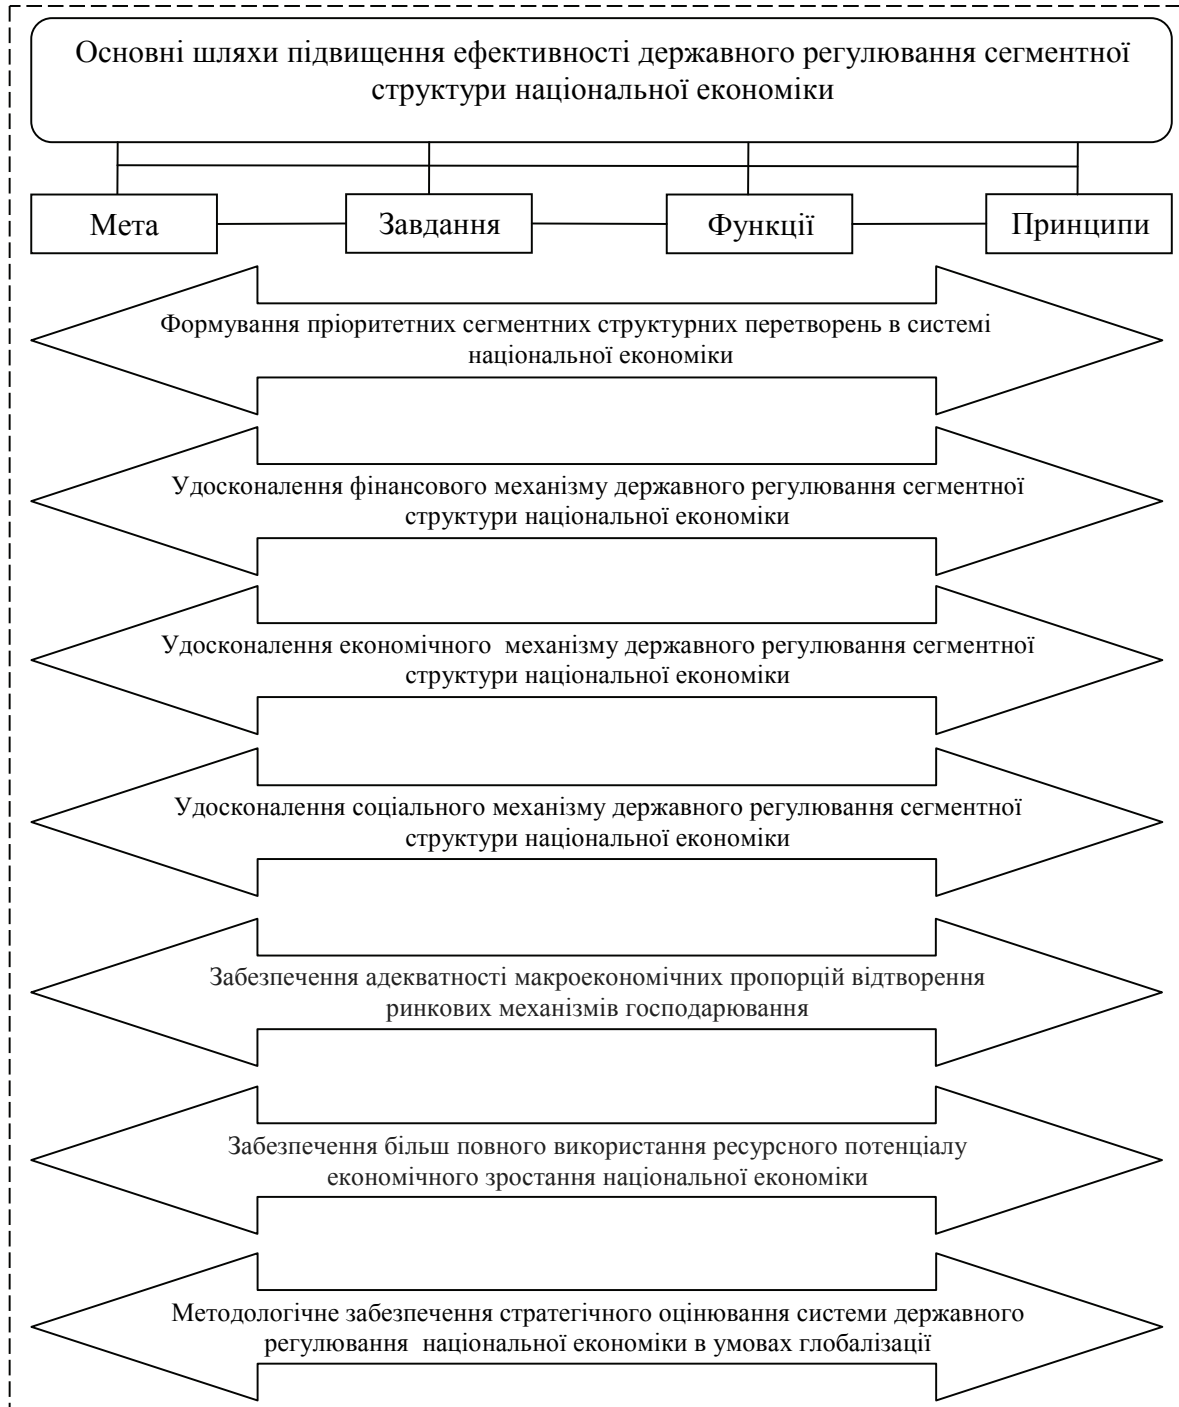 Основні шляхи підвищення ефективності державного регулювання сегментної
структури національної економіки
Мета
Завдання
Функції
Принципи
Формування пріоритетних сегментних структурних перетворень в системі
національної економіки
Удосконалення фінансового механізму державного регулювання сегментної
структури національної економіки
Удосконалення економічного механізму державного регулювання сегментної
структури національної економіки
Удосконалення соціального механізму державного регулювання сегментної
структури національної економіки
Забезпечення адекватності макроекономічних пропорцій відтворення
ринкових механізмів господарювання
Забезпечення більш повного використання ресурсного потенціалу
економічного зростання національної економіки
Методологічне забезпечення стратегічного оцінювання системи державного
регулювання національної економіки в умовах глобалізації